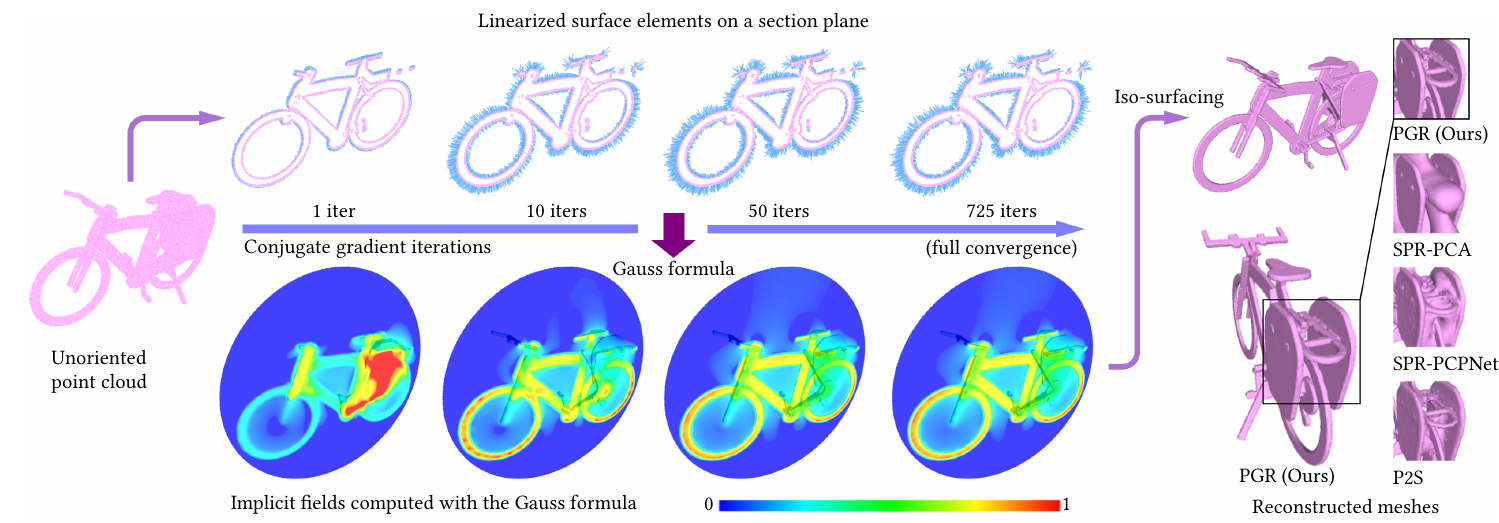 Linearized surface elements on a section plane
Iso-surfacing
PGR (Ours)
1 iter
10 iters
50 iters
725 iters
Conjugate gradient iterations
(full convergence)
SPR-PCA
Gauss formula
Unoriented
point cloud
SPR-PCPNet
PGR (Ours)
P2S
Implicit fields computed with the Gauss formula
0
1
Reconstructed meshes